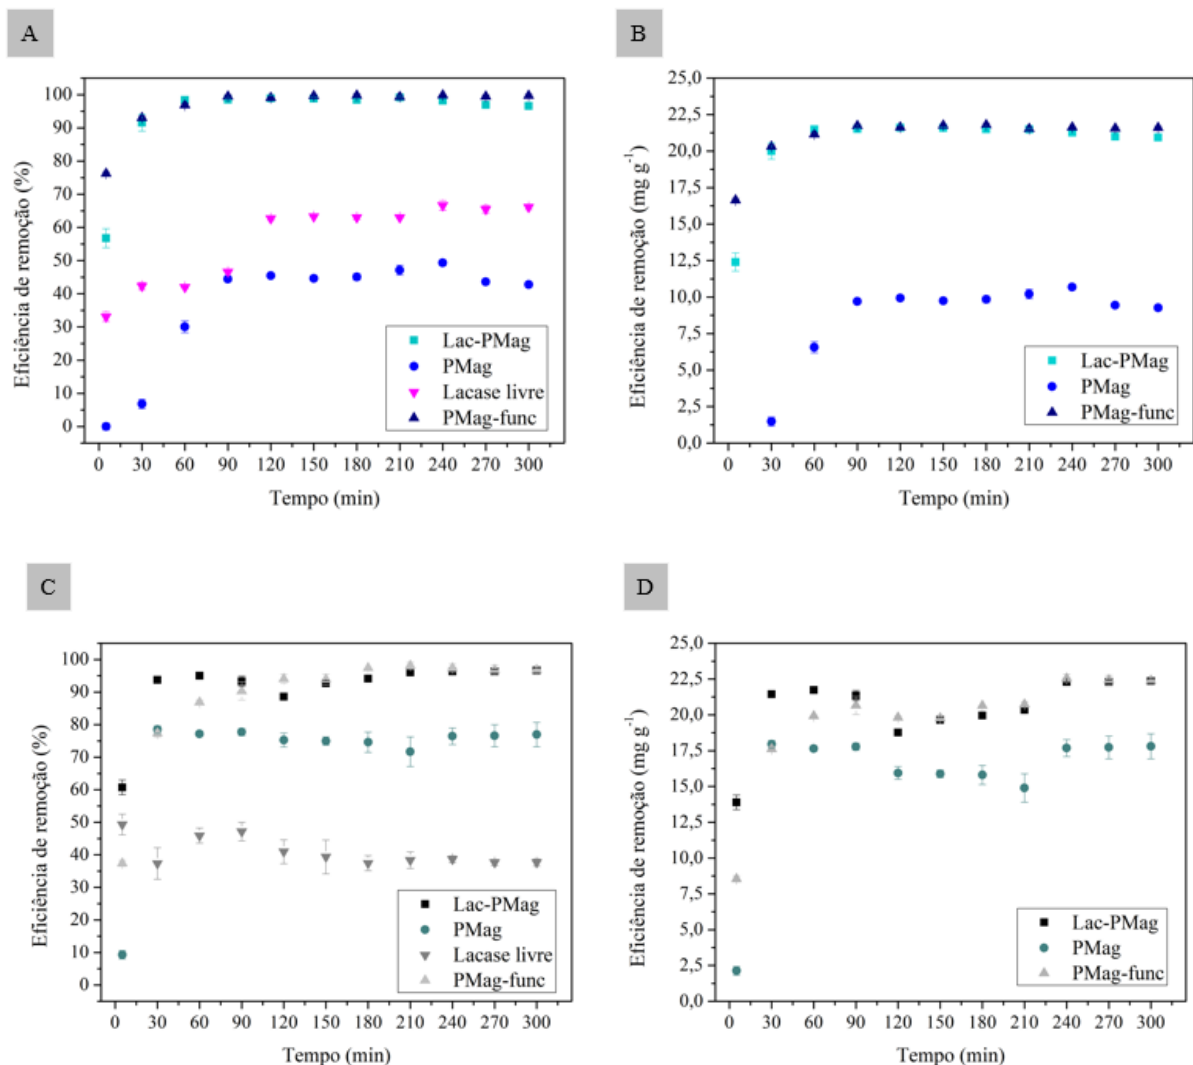 A
Eficiência de remoção (%)
100
90
80
70
60
50
40
30
20
10
0
Lac-PMag
PMag
Lacase livre
PMag-func
0 30 60 90 120 150 180 210 240 270 300
Tempo (min)
B
Eficiência de remoção (mg g⁻¹)
25,0
22,5
20,0
17,5
15,0
12,5
10,0
7,5
5,0
2,5
0,0
Lac-PMag
PMag
PMag-func
0 30 60 90 120 150 180 210 240 270 300
Tempo (min)
C
Eficiência de remoção (%)
100
90
80
70
60
50
40
30
20
10
0
Lac-PMag
PMag
Lacase livre
PMag-func
0 30 60 90 120 150 180 210 240 270 300
Tempo (min)
D
Eficiência de remoção (mg g⁻¹)
25,0
22,5
20,0
17,5
15,0
12,5
10,0
7,5
5,0
2,5
0,0
Lac-PMag
PMag
PMag-func
0 30 60 90 120 150 180 210 240 270 300
Tempo (min)